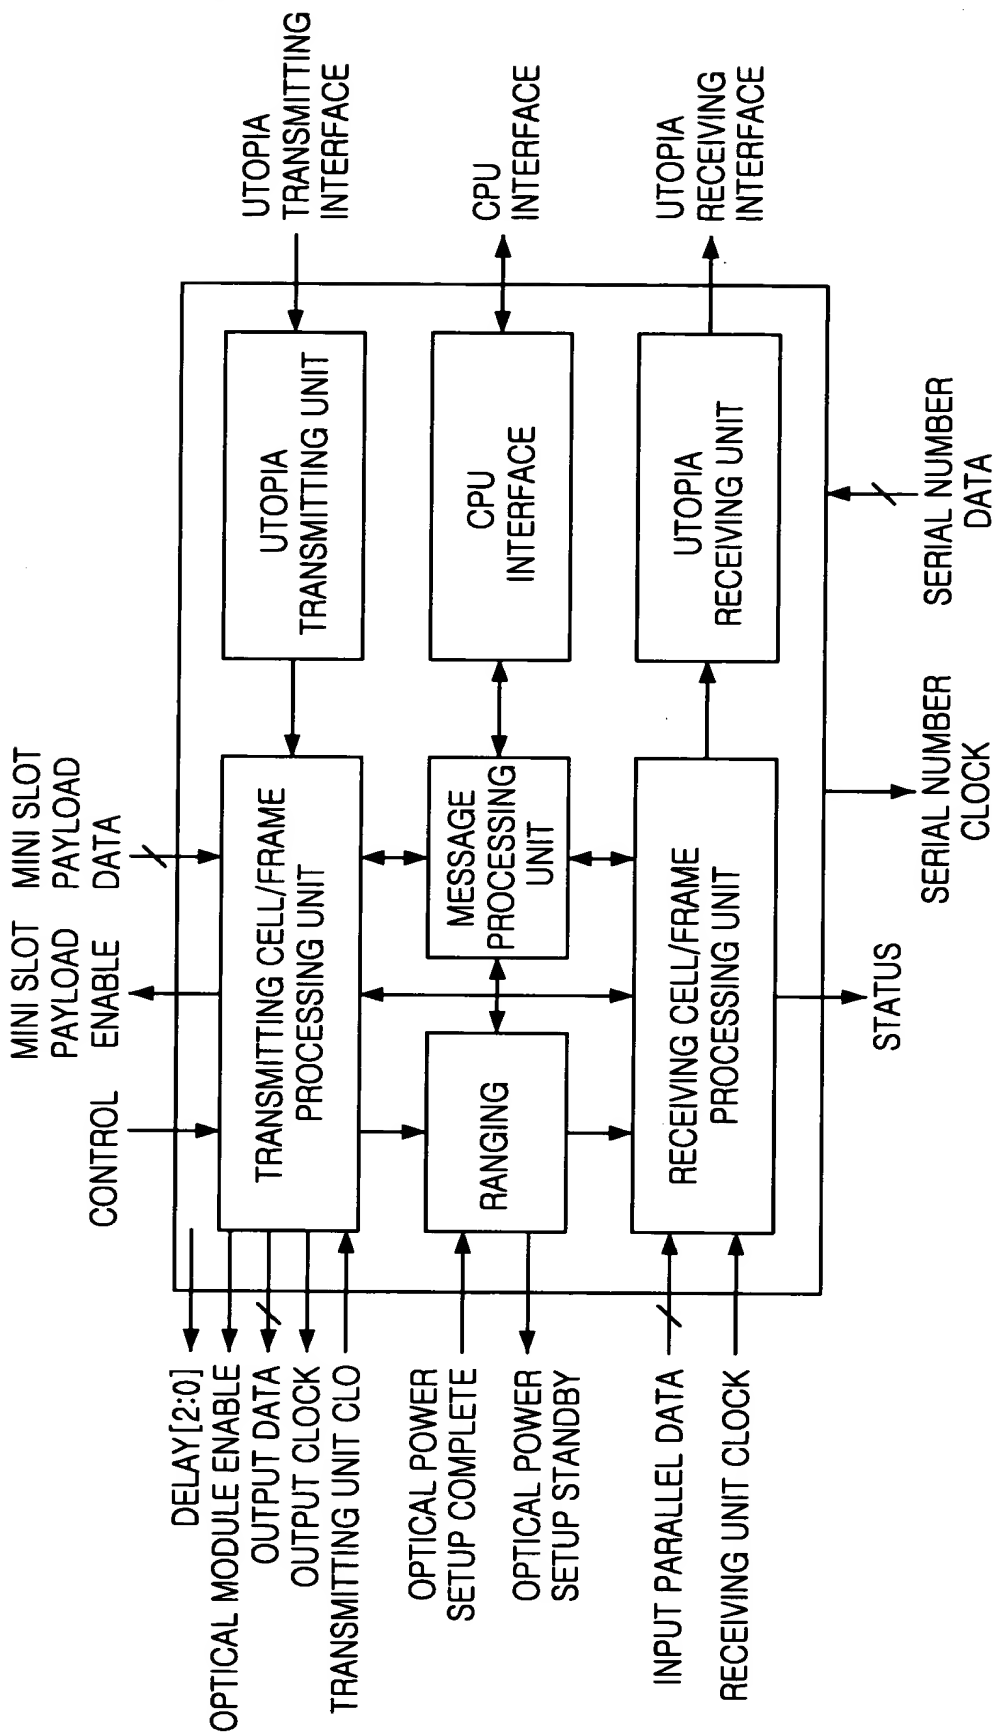 UTOPIA
TRANSMITTING
INTERFACE
CPU
INTERFACE
UTOPIA
RECEIVING
INTERFACE
UTOPIA
TRANSMITTING UNIT
CPU
INTERFACE
UTOPIA
RECEIVING UNIT
SERIAL NUMBER
DATA
MINI SLOT
PAYLOAD
DATA
MINI SLOT
PAYLOAD
ENABLE
CONTROL
TRANSMITTING CELL/FRAME
PROCESSING UNIT
MESSAGE
PROCESSING
UNIT
RANGING
RECEIVING CELL/FRAME
PROCESSING UNIT
SERIAL NUMBER
CLOCK
STATUS
DELAY[2:0]
OPTICAL MODULE ENABLE
OUTPUT DATA
OUTPUT CLOCK
TRANSMITTING UNIT CLO
OPTICAL POWER
SETUP COMPLETE
OPTICAL POWER
SETUP STANDBY
INPUT PARALLEL DATA
RECEIVING UNIT CLOCK